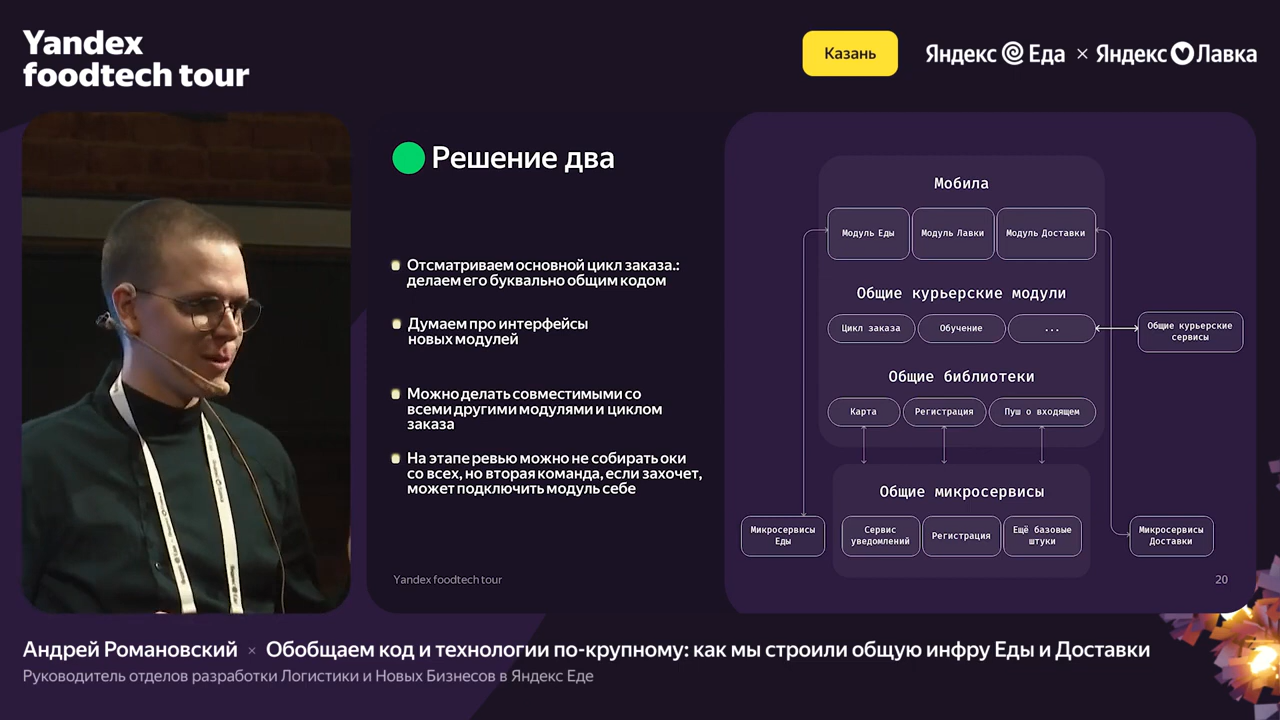 Yandex
foodtech tour
Казань
Яндекс Еда × Яндекс Лавка
Решение два
Отсматриваем основной цикл заказа.:
делаем его буквально общим кодом
Думаем про интерфейсы
новых модулей
Можно делать совместимыми со
всеми другими модулями и циклом
заказа
На этапе ревью можно не собирать оки
со всех, но вторая команда, если захочет,
может подключить модуль себе
Yandex foodtech tour
Мобила
Модуль Еды
Модуль Лавки
Модуль Доставки
Общие курьерские модули
Цикл заказа
Обучение
...
Общие курьерские
сервисы
Общие библиотеки
Карта
Регистрация
Пуш о входящем
Общие микросервисы
Микросервисы
Еды
Сервис
уведомлений
Регистрация
Ещё базовые
штуки
Микросервисы
Доставки
20
Андрей Романовский × Обобщаем код и технологии по-крупному: как мы строили общую инфру Еды и Доставки
Руководитель отделов разработки Логистики и Новых Бизнесов в Яндекс Еде